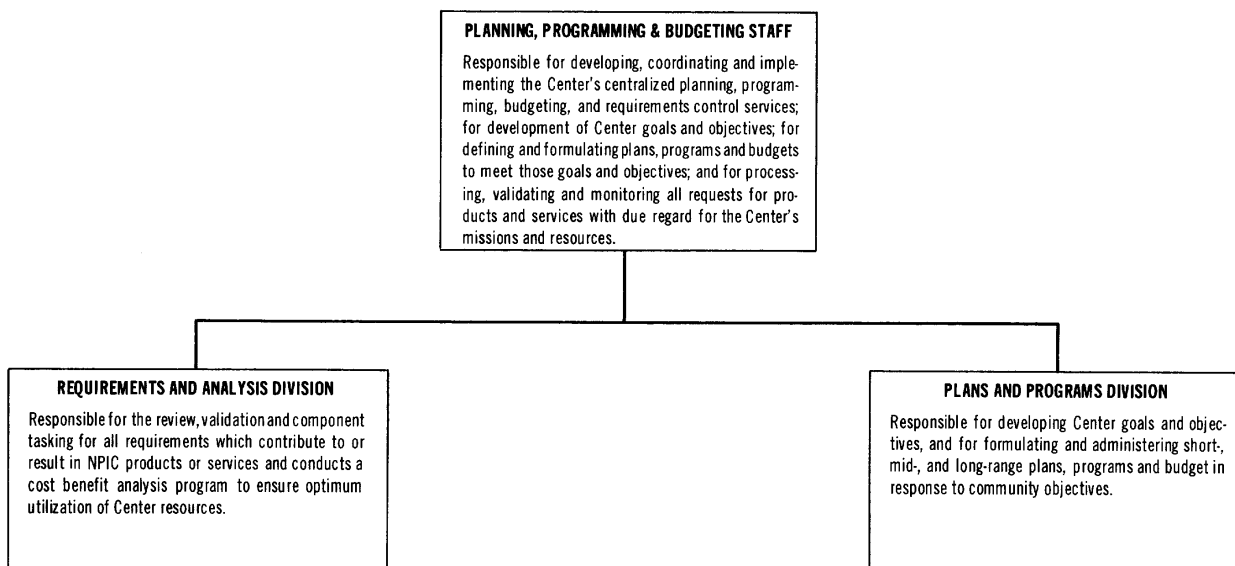 PLANNING, PROGRAMMING & BUDGETING STAFF
Responsible for developing, coordinating and imple-
menting the Center's centralized planning, program-
ming, budgeting, and requirements control services;
for development of Center goals and objectives; for
defining and formulating plans, programs and budgets
to meet those goals and objectives; and for process-
ing, validating and monitoring all requests for pro-
ducts and services with due regard for the Center's
missions and resources.
REQUIREMENTS AND ANALYSIS DIVISION
Responsible for the review, validation and component
tasking for all requirements which contribute to or
result in NPIC products or services and conducts a
cost benefit analysis program to ensure optimum
utilization of Center resources.
PLANS AND PROGRAMS DIVISION
Responsible for developing Center goals and objec-
tives, and for formulating and administering short-,
mid-, and long-range plans, programs and budget in
response to community objectives.